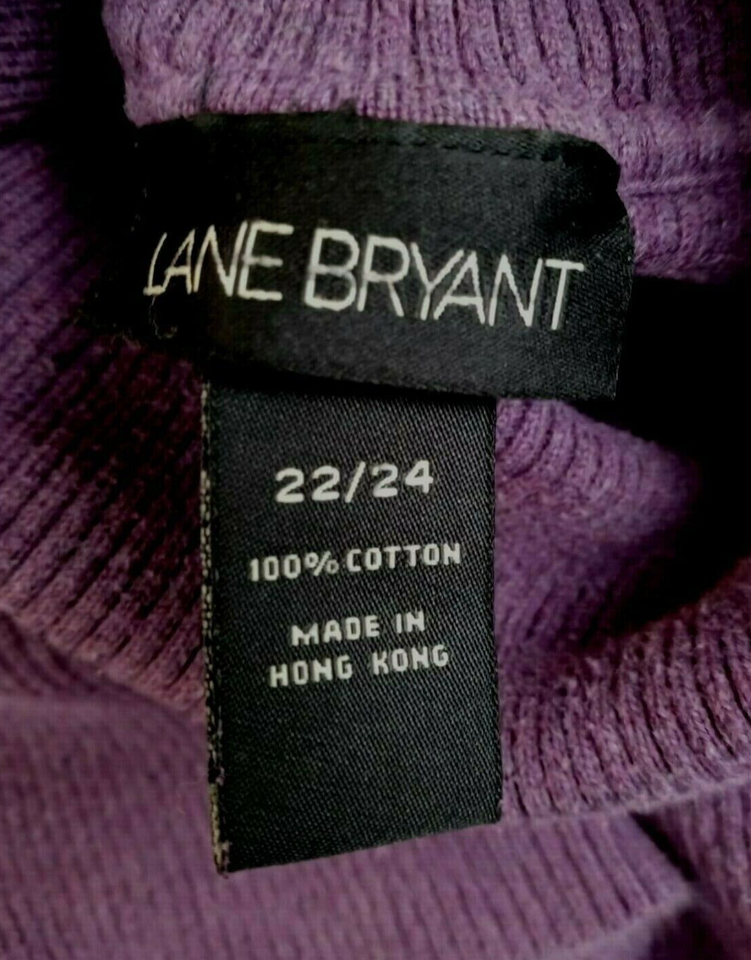 LANE BRYANT
22/24
100% COTTON
MADE IN
HONG KONG